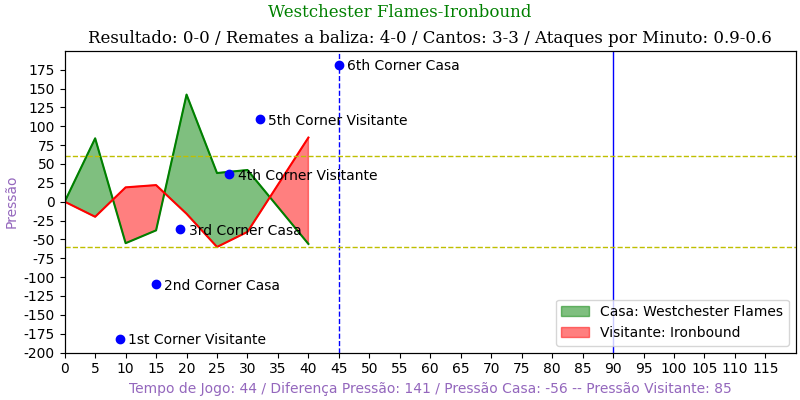 Westchester Flames-Ironbound
Resultado: 0-0 / Remates a baliza: 4-0 / Cantos: 3-3 / Ataques por Minuto: 0.9-0.6
175
150
125
100
75
50
25
0
-25
-50
-75
-100
-125
-150
-175
-200
Pressão
6th Corner Casa
5th Corner Visitante
4th Corner Visitante
3rd Corner Casa
2nd Corner Casa
1st Corner Visitante
Casa: Westchester Flames
Visitante: Ironbound
0 5 10 15 20 25 30 35 40 45 50 55 60 65 70 75 80 85 90 95 100 105 110 115
Tempo de Jogo: 44 / Diferença Pressão: 141 / Pressão Casa: -56 -- Pressão Visitante: 85